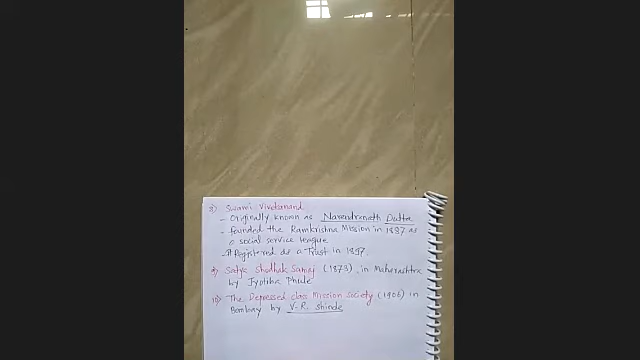 8) Swami Vivekanand
- Originally known as Narendranath Dutta
- founded the Ramkrishna Mission in 1887 as
a social service league
- It Registered as a Trust in 1897.
9) Satya Shodhak Samaj (1873) in Maharashtra
by Jyotiba Phule
10) The Depressed class Mission Society (1906) in
Bombay by V.R. Shinde